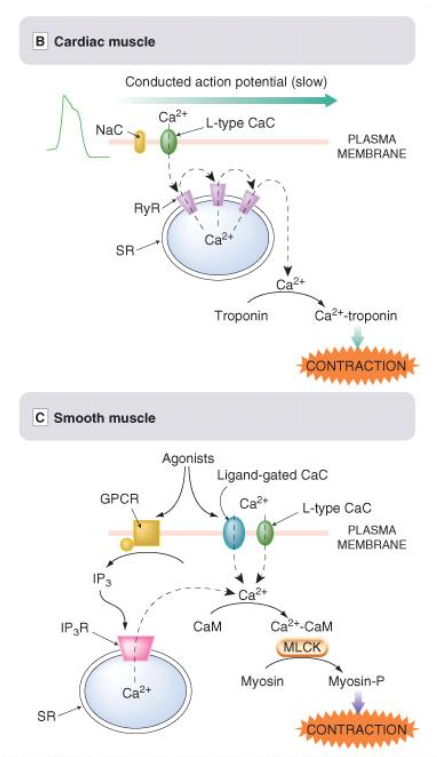 B Cardiac muscle
Conducted action potential (slow)
Ca2+
NaC
L-type CaC
PLASMA
MEMBRANE
RyR
Ca2+
SR
Ca2+
Troponin
Ca2+-troponin
CONTRACTION
C Smooth muscle
Agonists
Ligand-gated CaC
GPCR
Ca2+
L-type CaC
PLASMA
MEMBRANE
IP3
Ca2+
IP3R
CaM
Ca2+-CaM
MLCK
Myosin
Myosin-P
Ca2+
SR
CONTRACTION